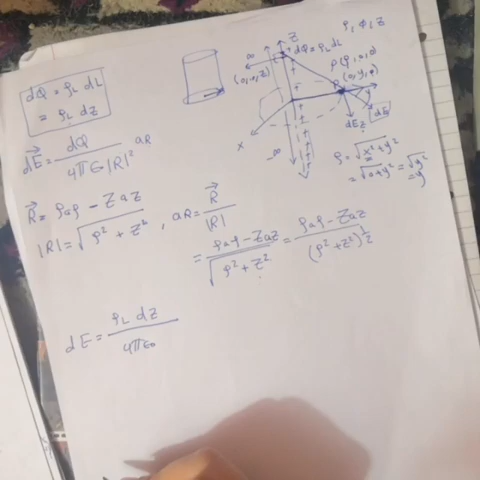 dQ = ρL dL
= ρL dZ
dE = dQ / 4πε|R|² aR
R = ρaρ − Zaz
|R| = √(ρ² + Z²) , aR = R / |R|
= ρaρ − Zaz / √(ρ² + Z²) = ρaρ − Zaz / (ρ² + Z²)^½
dE = ρL dZ / 4πε₀
ρ, φ, Z
Z
dQ = ρL dL
∞
(0,0,Z)
P
(0,y,0)
y
dE
dEz
x
−∞
ρ = √(x² + y²)
= √(0+y²) = √y²
= y